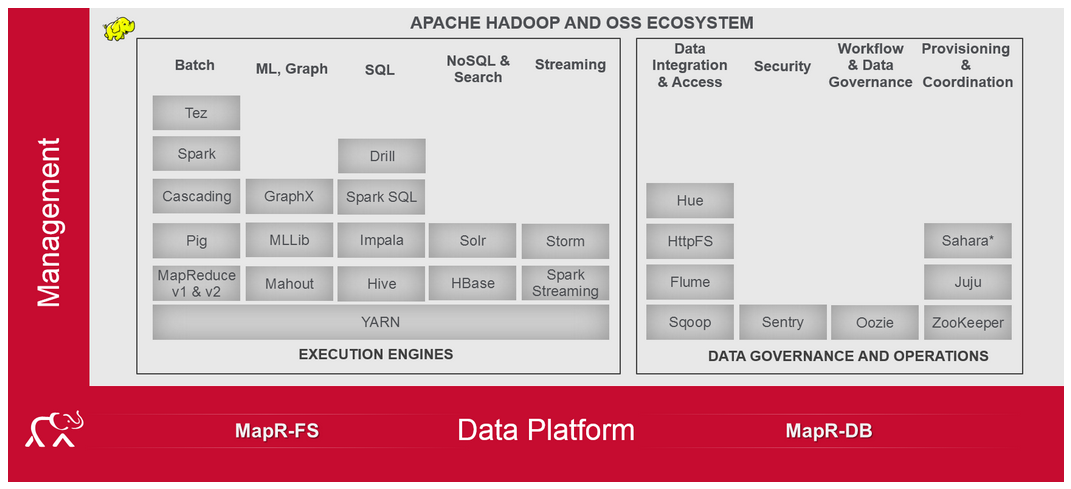 APACHE HADOOP AND OSS ECOSYSTEM
Batch
ML, Graph
SQL
NoSQL &
Search
Streaming
Tez
Spark
Drill
Cascading
GraphX
Spark SQL
Pig
MLLib
Impala
Solr
Storm
MapReduce
v1 & v2
Mahout
Hive
HBase
Spark
Streaming
YARN
EXECUTION ENGINES
Data
Integration
& Access
Security
Workflow
& Data
Governance
Provisioning
&
Coordination
Hue
HttpFS
Sahara*
Flume
Juju
Sqoop
Sentry
Oozie
ZooKeeper
DATA GOVERNANCE AND OPERATIONS
Management
MapR-FS
Data Platform
MapR-DB